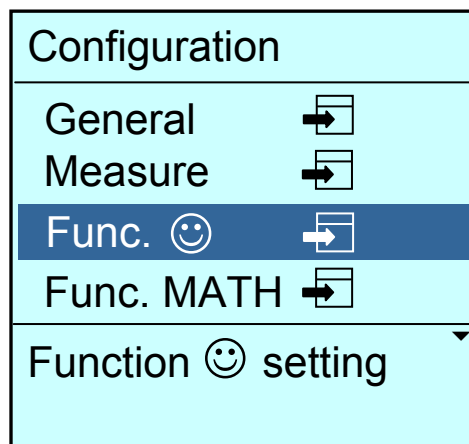 Configuration
General
Measure
Func. ☺
Func. MATH
Function ☺ setting